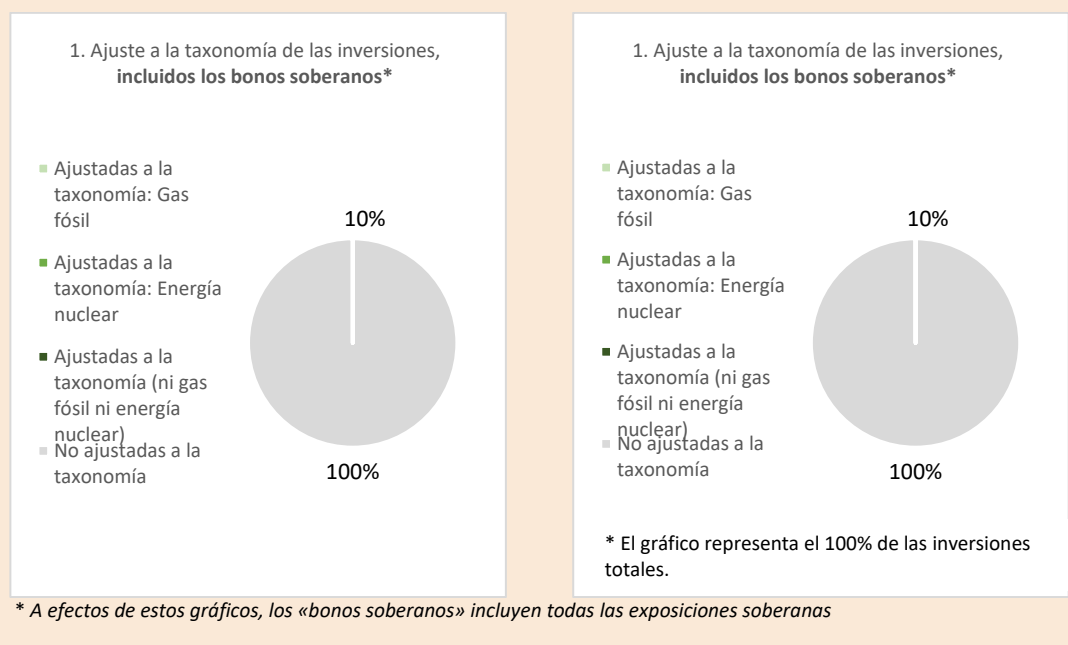 1. Ajuste a la taxonomía de las inversiones,
incluidos los bonos soberanos*
Ajustadas a la
taxonomía: Gas
fósil
Ajustadas a la
taxonomía: Energía
nuclear
Ajustadas a la
taxonomía (ni gas
fósil ni energía
nuclear)
No ajustadas a la
taxonomía
10%
100%
1. Ajuste a la taxonomía de las inversiones,
incluidos los bonos soberanos*
Ajustadas a la
taxonomía: Gas
fósil
Ajustadas a la
taxonomía: Energía
nuclear
Ajustadas a la
taxonomía (ni gas
fósil ni energía
nuclear)
No ajustadas a la
taxonomía
10%
100%
* El gráfico representa el 100% de las inversiones
totales.
* A efectos de estos gráficos, los «bonos soberanos» incluyen todas las exposiciones soberanas